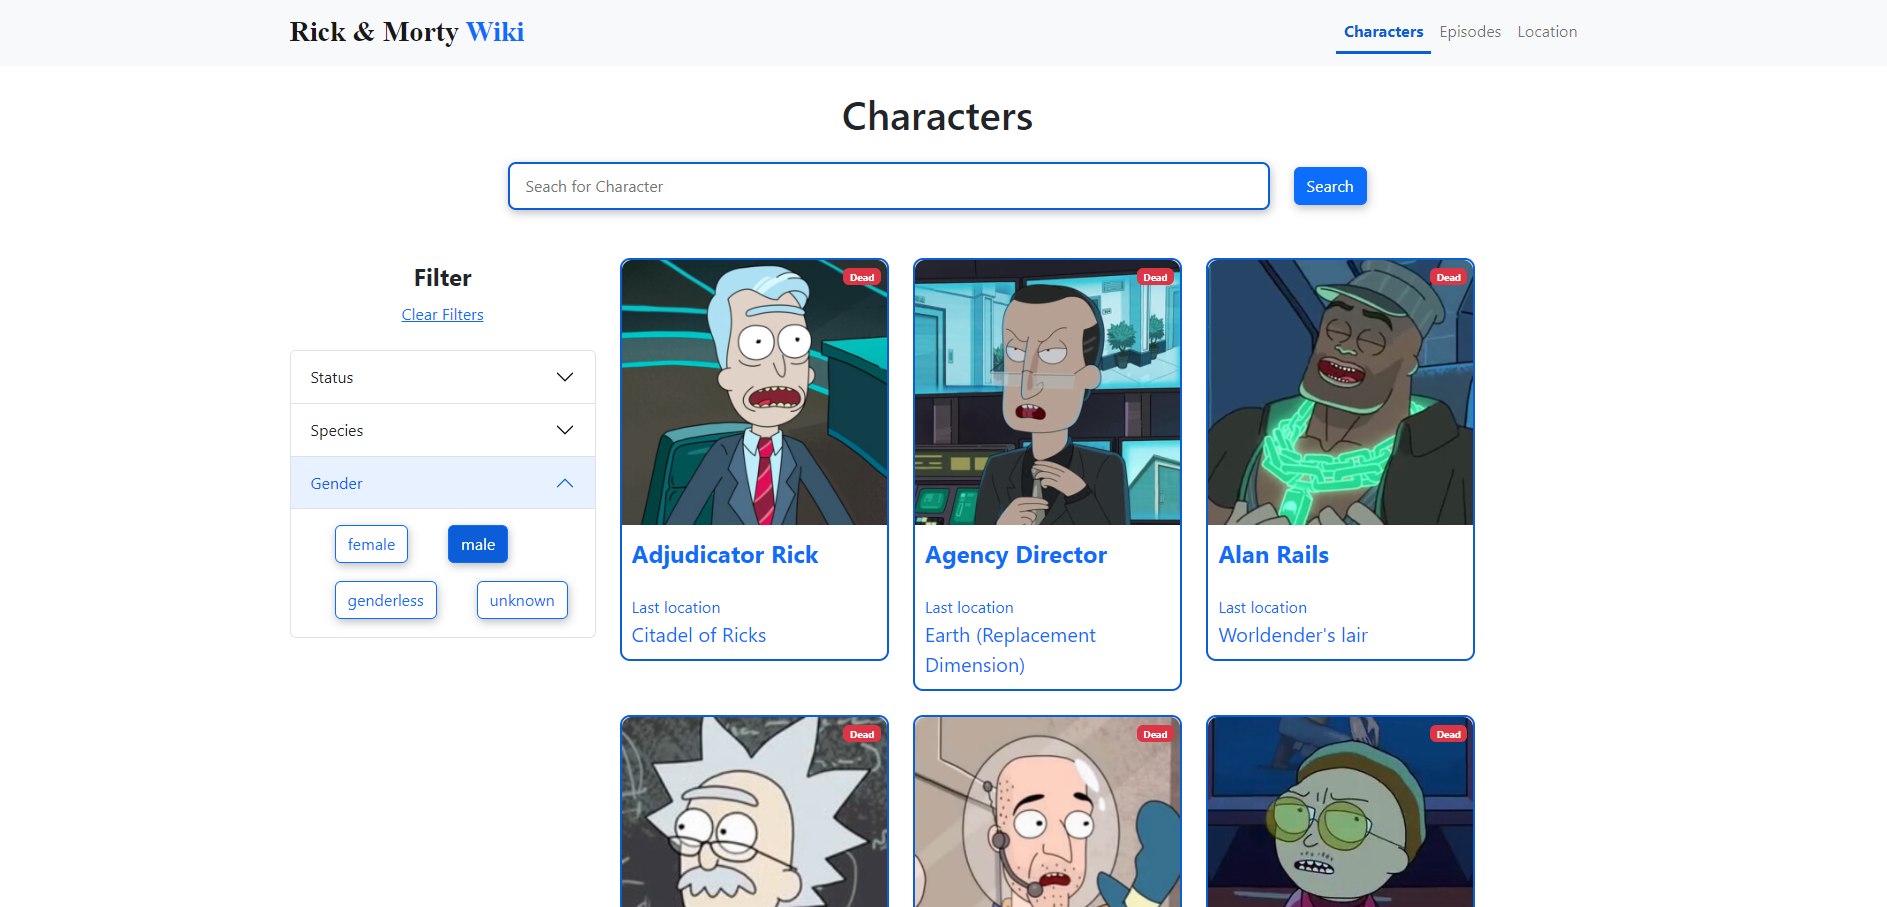 Rick & Morty Wiki
Characters Episodes Location
Characters
Seach for Character
Search
Filter
Clear Filters
Status
Species
Gender
female male
genderless unknown
Dead
Adjudicator Rick
Last location
Citadel of Ricks
Dead
Agency Director
Last location
Earth (Replacement
Dimension)
Dead
Alan Rails
Last location
Worldender's lair
Dead
Dead
Dead